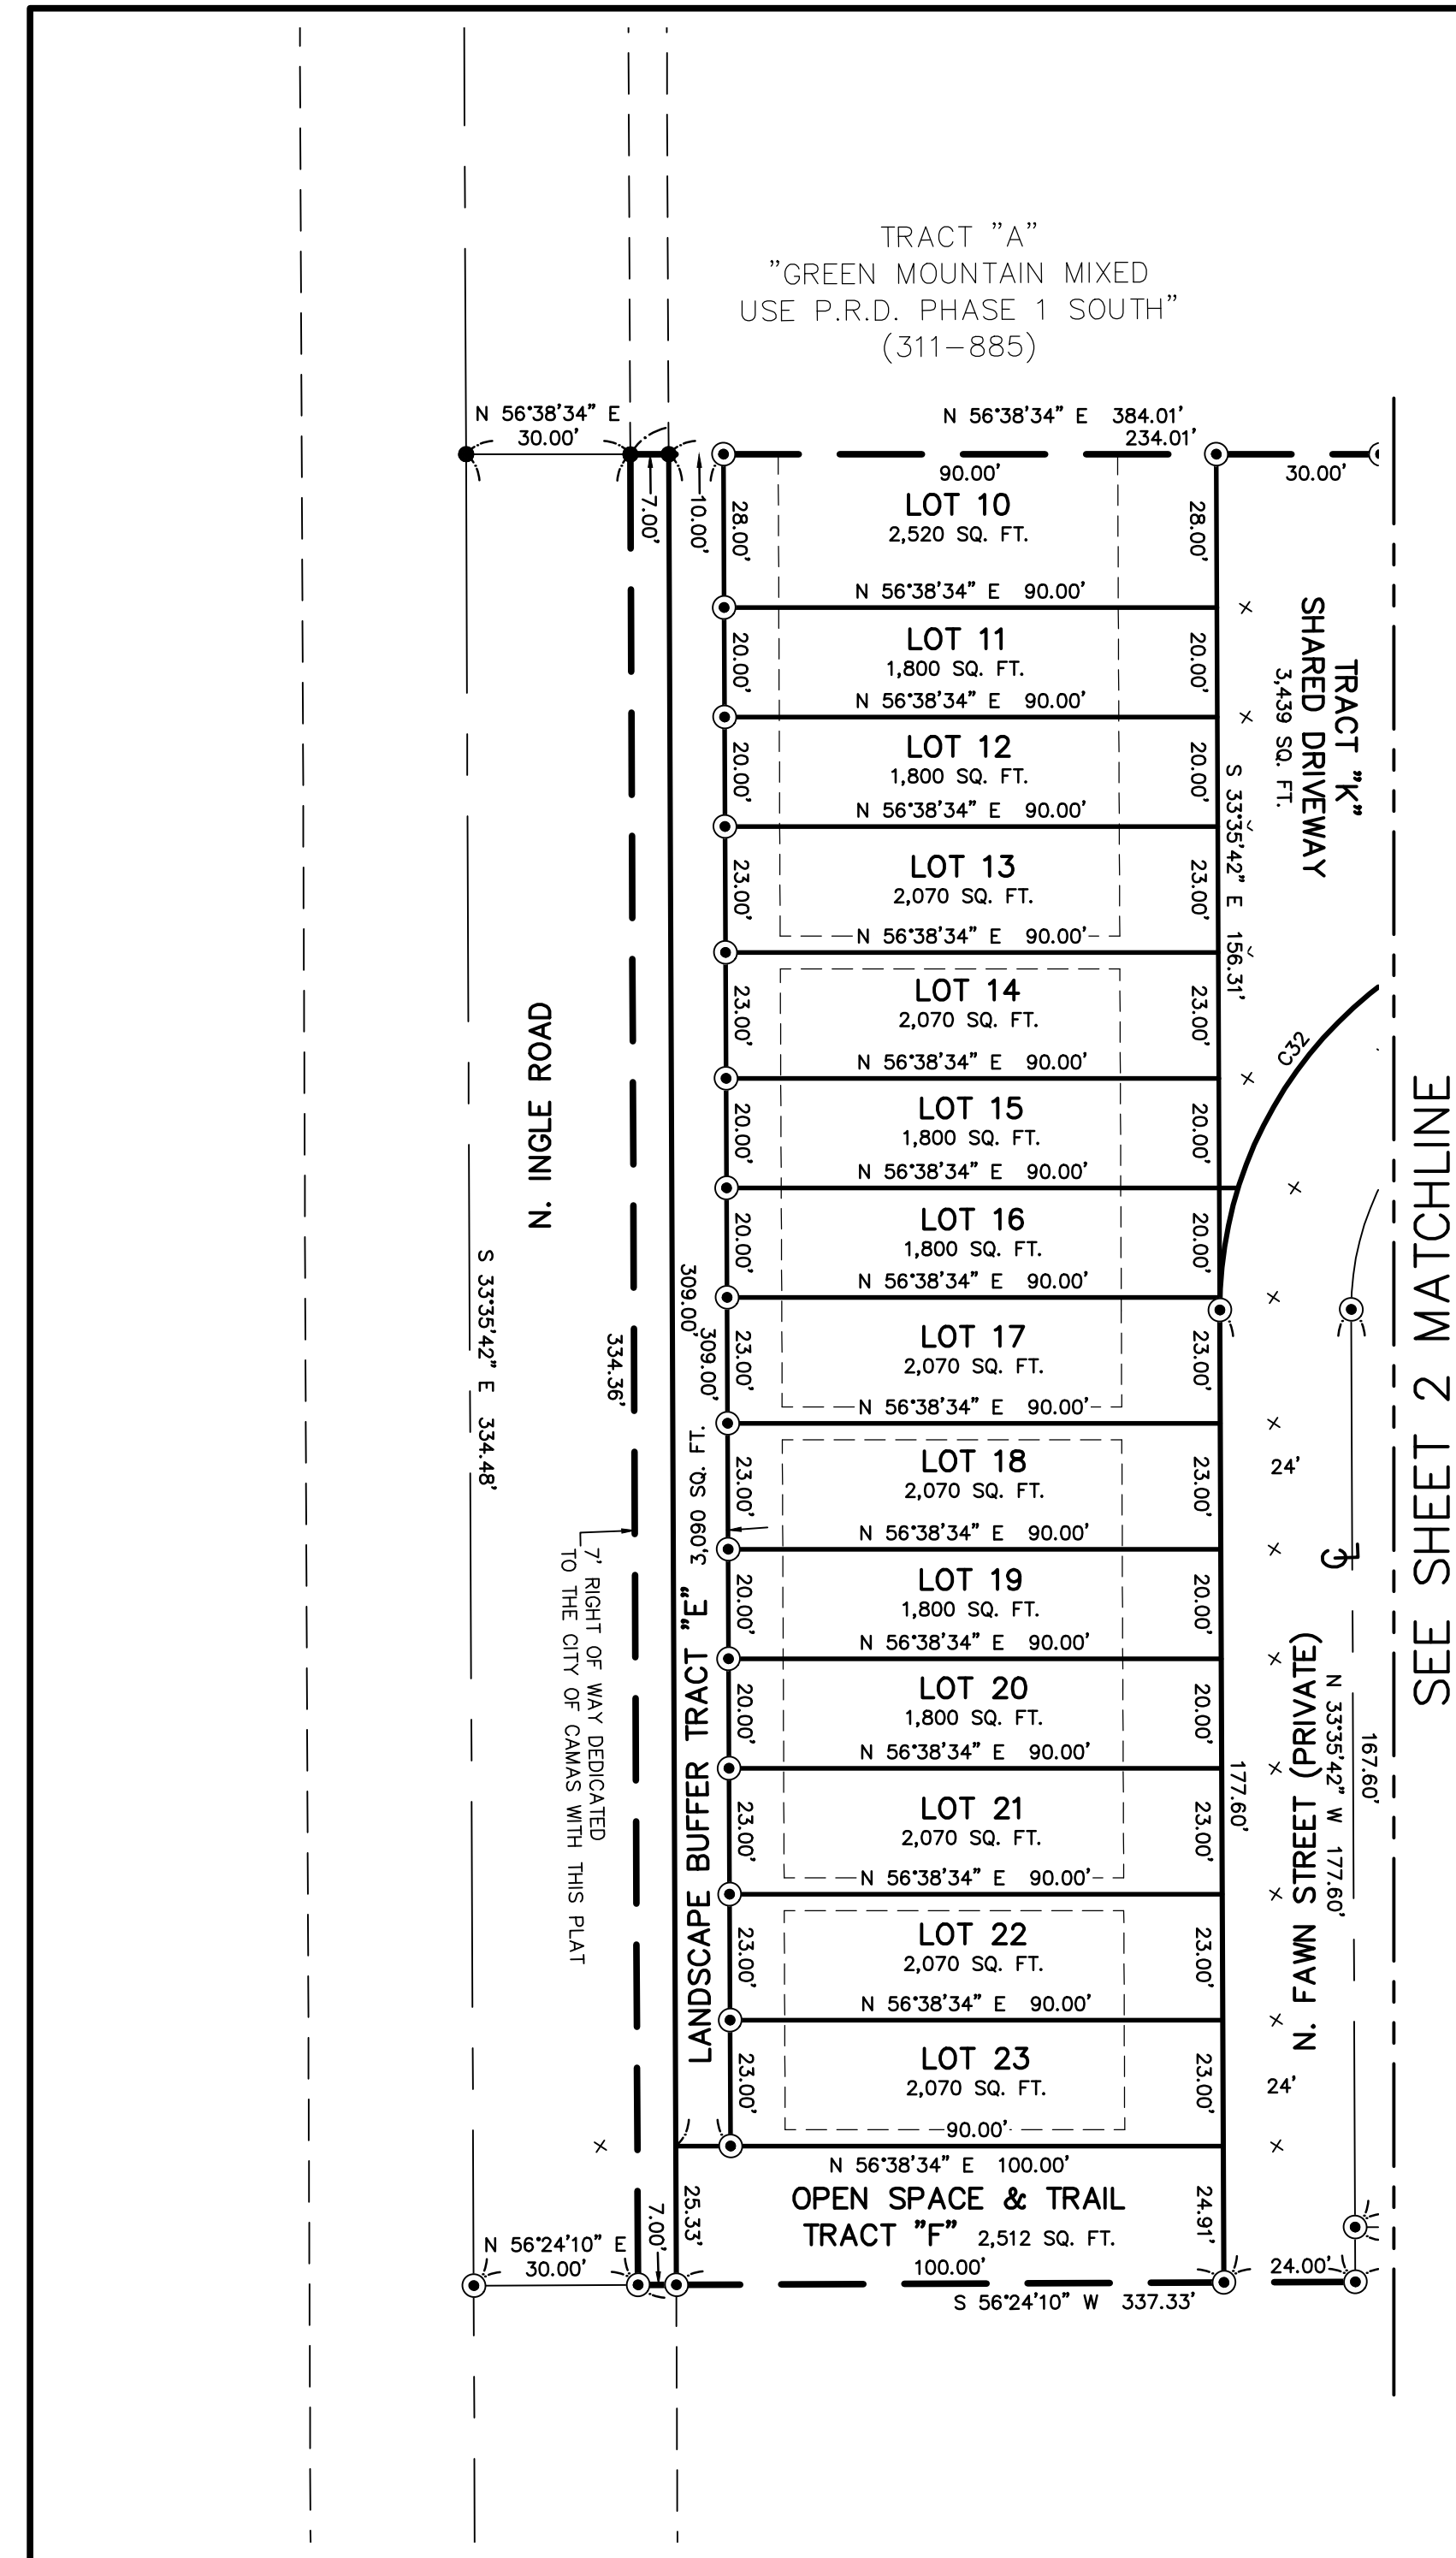 TRACT "A"
"GREEN MOUNTAIN MIXED
USE P.R.D. PHASE 1 SOUTH"
(311-885)
N 56°38'34" E
30.00'
N 56°38'34" E 384.01'
234.01'
90.00'
30.00'
7.00'
10.00'
28.00'
LOT 10
2,520 SQ. FT.
28.00'
N 56°38'34" E 90.00'
20.00'
LOT 11
1,800 SQ. FT.
20.00'
N 56°38'34" E 90.00'
20.00'
LOT 12
1,800 SQ. FT.
20.00'
N 56°38'34" E 90.00'
23.00'
LOT 13
2,070 SQ. FT.
23.00'
N 56°38'34" E 90.00'
TRACT "K"
SHARED DRIVEWAY
3,439 SQ. FT.
S 33°35'42" E 156.31'
23.00'
LOT 14
2,070 SQ. FT.
23.00'
N 56°38'34" E 90.00'
C32
20.00'
LOT 15
1,800 SQ. FT.
20.00'
N 56°38'34" E 90.00'
20.00'
LOT 16
1,800 SQ. FT.
20.00'
N 56°38'34" E 90.00'
23.00'
LOT 17
2,070 SQ. FT.
23.00'
N 56°38'34" E 90.00'
N. INGLE ROAD
S 33°35'42" E 334.48'
334.36'
309.00'
309.00'
23.00'
LOT 18
2,070 SQ. FT.
23.00'
24'
N 56°38'34" E 90.00'
20.00'
LOT 19
1,800 SQ. FT.
20.00'
N 56°38'34" E 90.00'
20.00'
LOT 20
1,800 SQ. FT.
20.00'
N 56°38'34" E 90.00'
23.00'
LOT 21
2,070 SQ. FT.
23.00'
N 56°38'34" E 90.00'
23.00'
LOT 22
2,070 SQ. FT.
23.00'
N 56°38'34" E 90.00'
23.00'
LOT 23
2,070 SQ. FT.
23.00'
24'
90.00'
N 56°38'34" E 100.00'
LANDSCAPE BUFFER TRACT "E" 3,090 SQ. FT.
7' RIGHT OF WAY DEDICATED
TO THE CITY OF CAMAS WITH THIS PLAT
177.60'
N. FAWN STREET (PRIVATE)
N 33°35'42" W 177.60'
167.60'
SEE SHEET 2 MATCHLINE
OPEN SPACE & TRAIL
TRACT "F" 2,512 SQ. FT.
25.33'
24.91'
7.00'
N 56°24'10" E
30.00'
100.00'
24.00'
S 56°24'10" W 337.33'